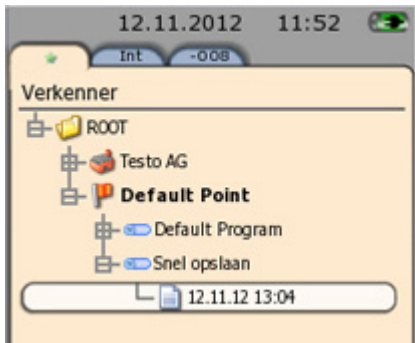 12.11.2012 11:52
Int -008
Verkenner
ROOT
Testo AG
Default Point
Default Program
Snel opslaan
12.11.12 13:04